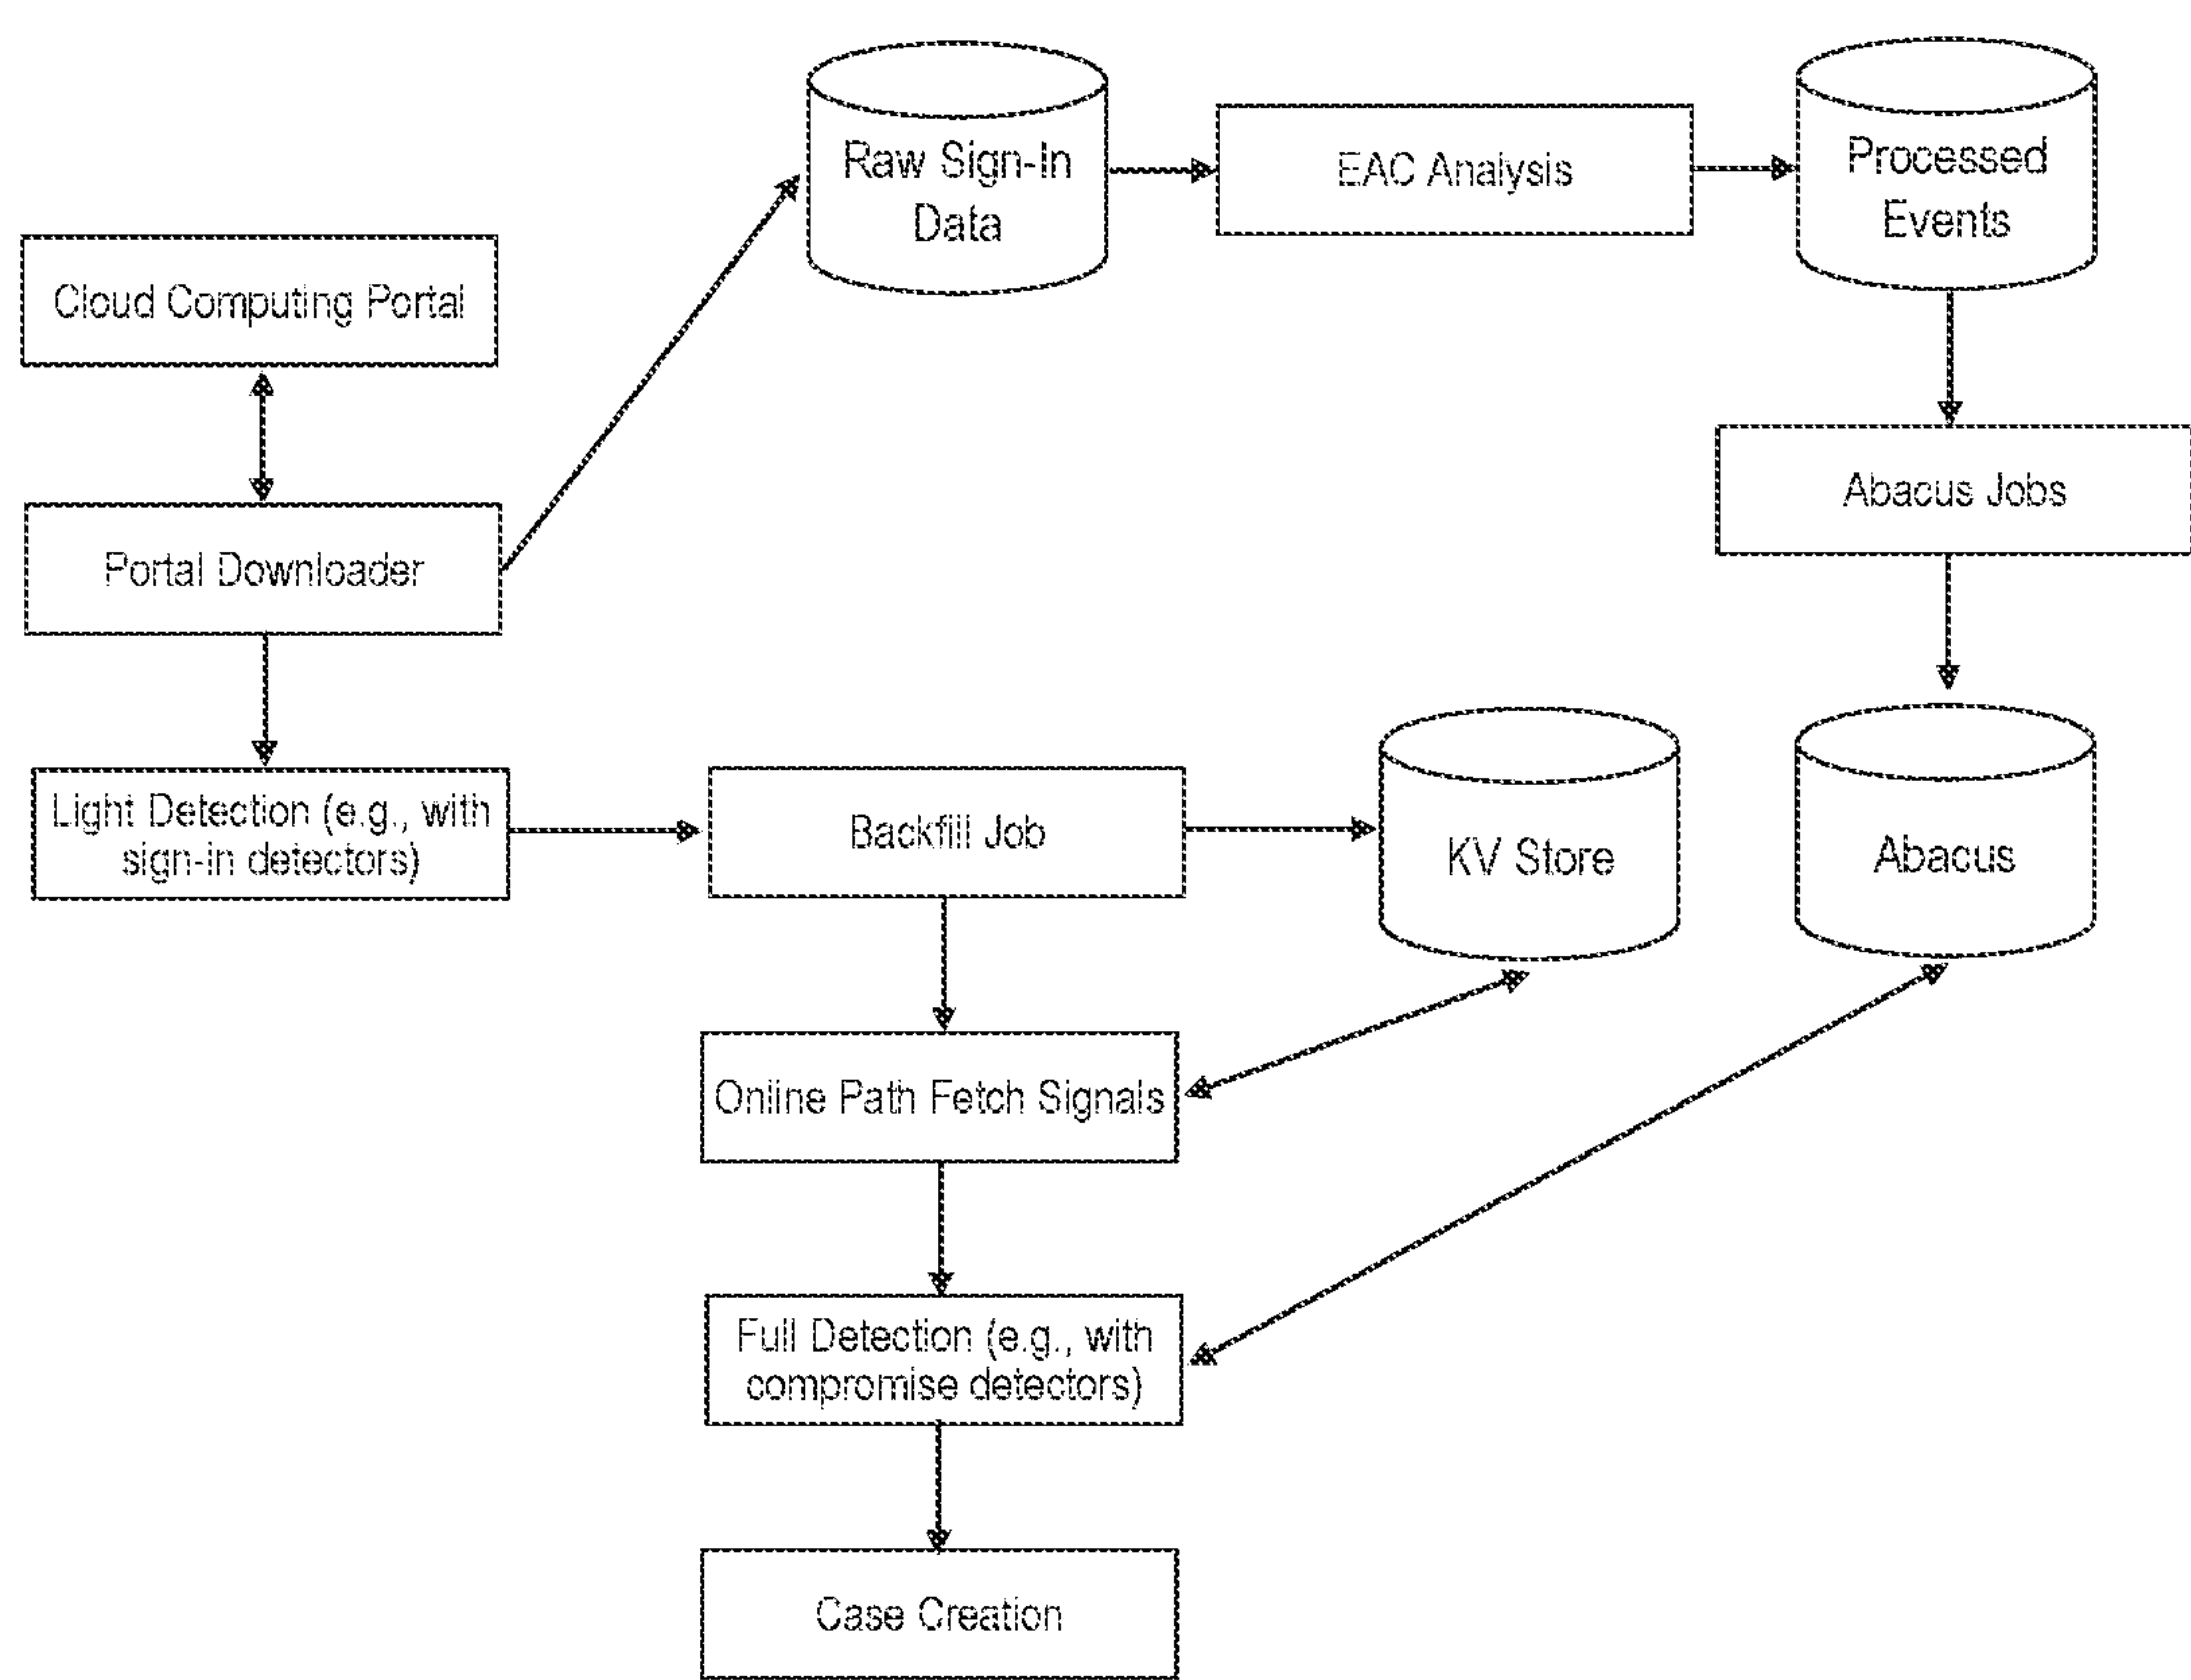 Raw Sign-In
Data
EAC Analysis
Processed
Events
Cloud Computing Portal
Abacus Jobs
Portal Downloader
Light Detection (e.g., with
sign-in detectors)
Backfill Job
KV Store
Abacus
Online Path Fetch Signals
Full Detection (e.g., with
compromise detectors)
Case Creation